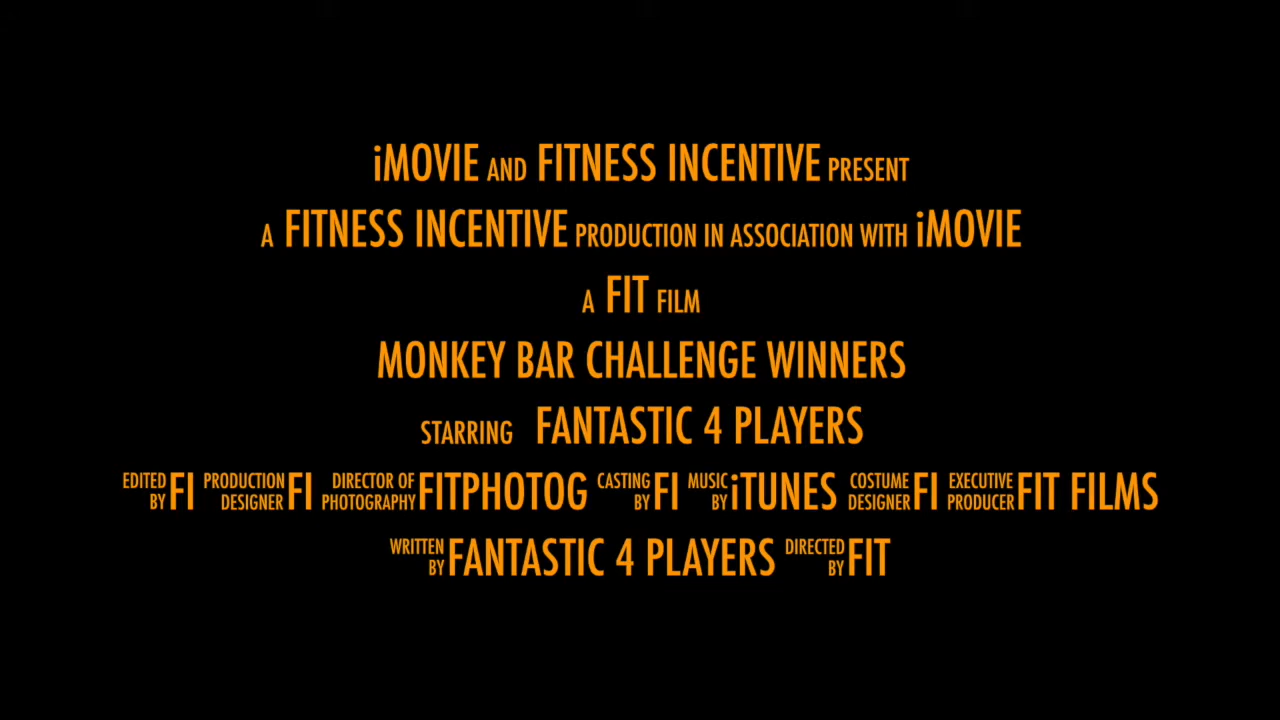 iMOVIE AND FITNESS INCENTIVE PRESENT
A FITNESS INCENTIVE PRODUCTION IN ASSOCIATION WITH iMOVIE
A FIT FILM
MONKEY BAR CHALLENGE WINNERS
STARRING FANTASTIC 4 PLAYERS
EDITED BY FI PRODUCTION DESIGNER FI DIRECTOR OF PHOTOGRAPHY FITPHOTOG CASTING BY FI MUSIC BY iTUNES COSTUME DESIGNER FI EXECUTIVE PRODUCER FIT FILMS
WRITTEN BY FANTASTIC 4 PLAYERS DIRECTED BY FIT